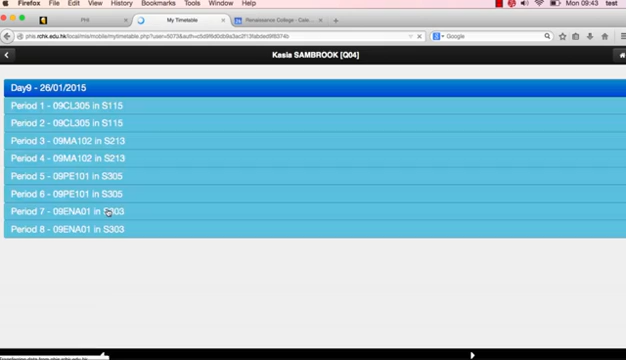 Firefox File Edit View History Bookmarks Tools Window Help Mon 09:43 test
PHI My Timetable Renaissance College - Cale...
Google
Kasia SAMBROOK [Q04]
Day9 - 26/01/2015
Period 1 - 09CL305 in S115
Period 2 - 09CL305 in S115
Period 3 - 09MA102 in S213
Period 4 - 09MA102 in S213
Period 5 - 09PE101 in S305
Period 6 - 09PE101 in S305
Period 7 - 09ENA01 in S303
Period 8 - 09ENA01 in S303